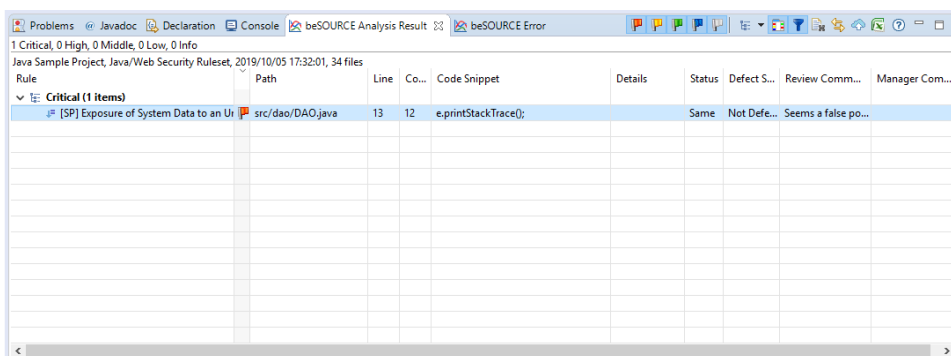 Problems @ Javadoc Declaration Console beSOURCE Analysis Result beSOURCE Error
1 Critical, 0 High, 0 Middle, 0 Low, 0 Info
Java Sample Project, Java/Web Security Ruleset, 2019/10/05 17:32:01, 34 files
Rule Path Line Co... Code Snippet Details Status Defect S... Review Comm... Manager Com...
Critical (1 items)
[SP] Exposure of System Data to an Ur src/dao/DAO.java 13 12 e.printStackTrace(); Same Not Defe... Seems a false po...